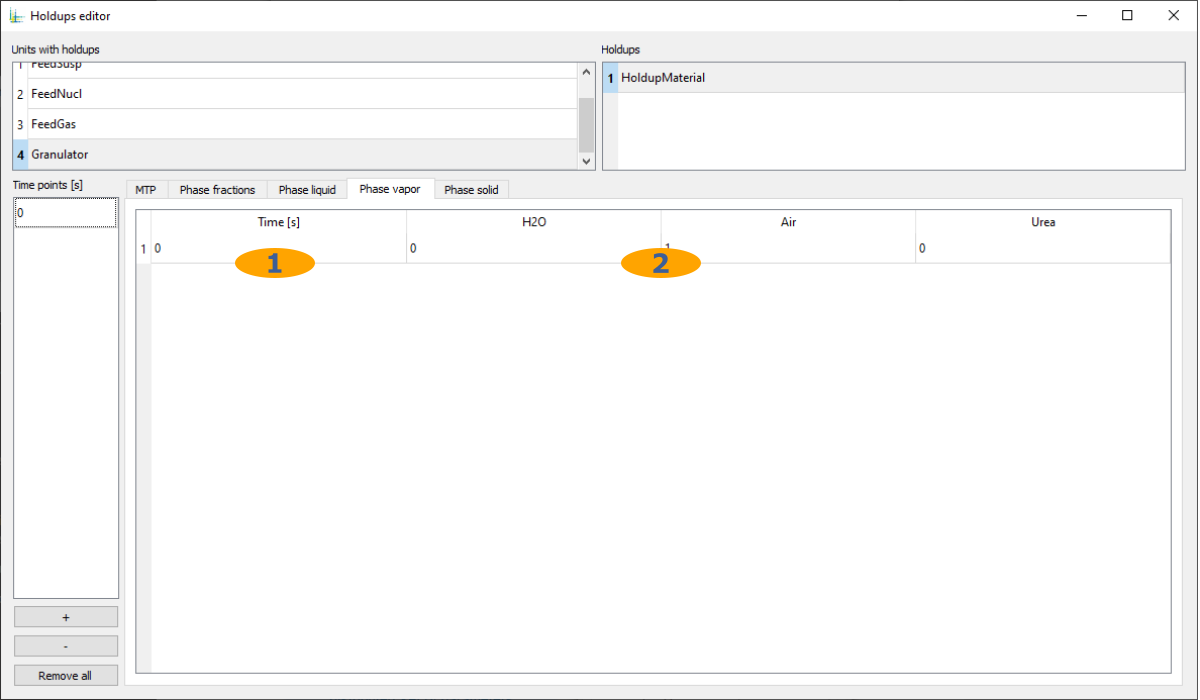 Holdups editor
Units with holdups
Holdups
1 FeedSusp
2 FeedNucl
3 FeedGas
4 Granulator
1 HoldupMaterial
Time points [s]
0
MTP Phase fractions Phase liquid Phase vapor Phase solid
Time [s] H2O Air Urea
1 0 0 1 0
1 2
+
-
Remove all